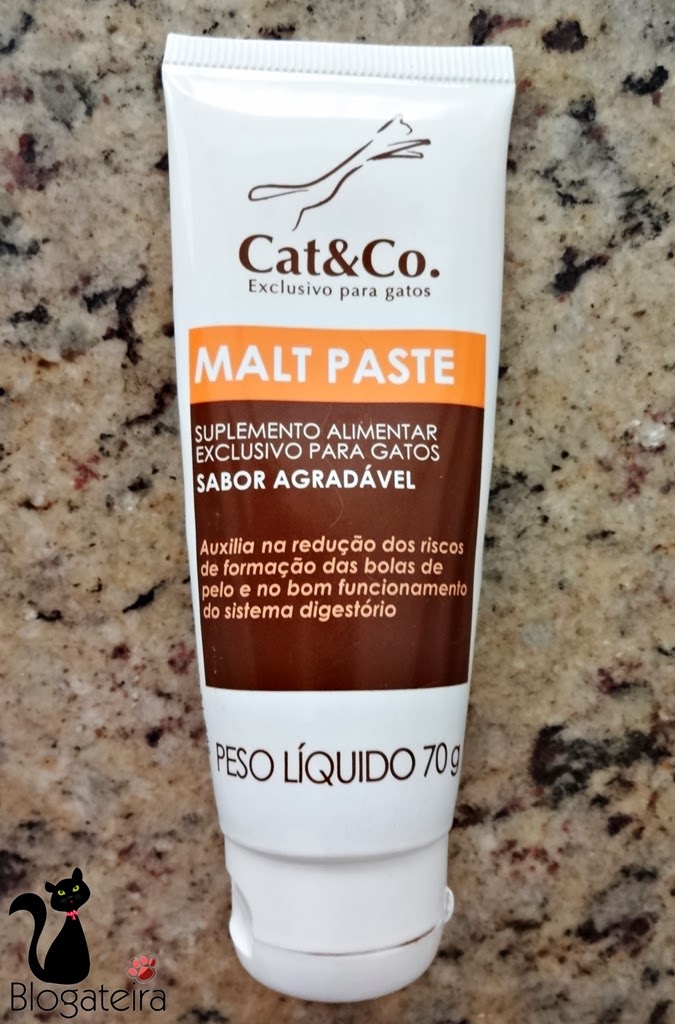 Cat&Co.
Exclusivo para gatos
MALT PASTE
SUPLEMENTO ALIMENTAR
EXCLUSIVO PARA GATOS
SABOR AGRADÁVEL
Auxilia na redução dos riscos
de formação das bolas de
pelo e no bom funcionamento
do sistema digestório
PESO LÍQUIDO 70 g
Blogateira